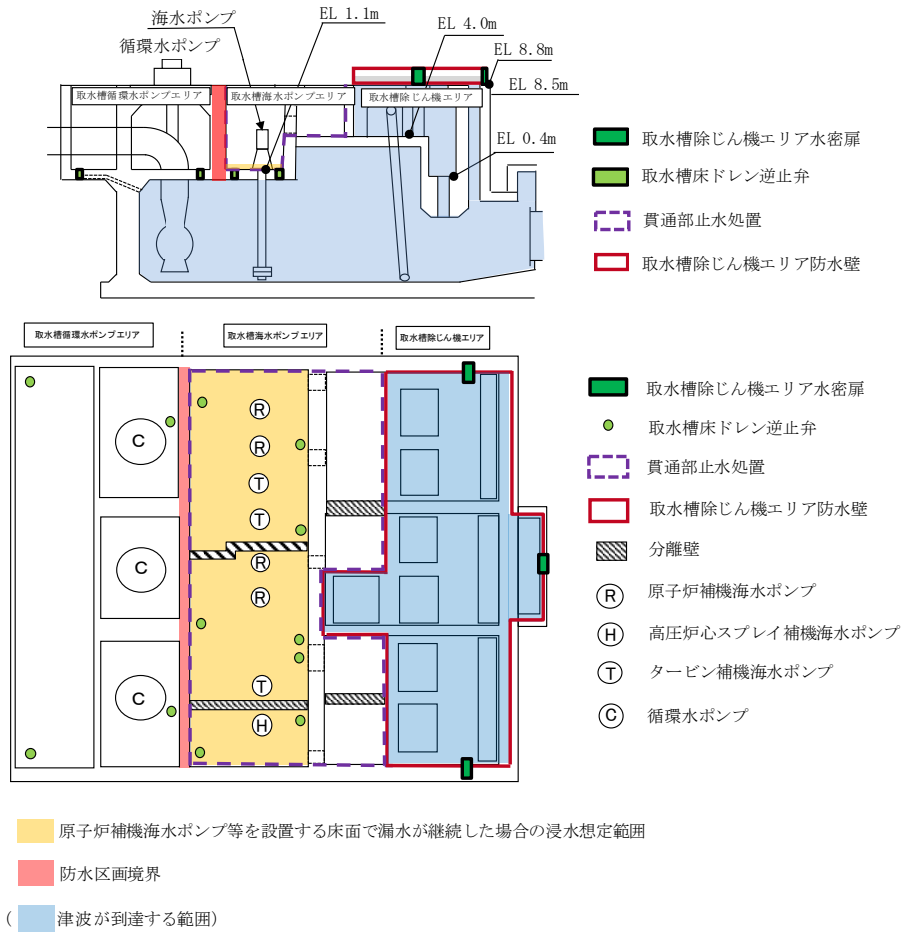 海水ポンプ
循環水ポンプ
EL 1.1m
EL 4.0m
EL 8.8m
EL 8.5m
取水槽循環水ポンプエリア
取水槽海水ポンプエリア
取水槽除じん機エリア
EL 0.4m
取水槽除じん機エリア水密扉
取水槽床ドレン逆止弁
貫通部止水処置
取水槽除じん機エリア防水壁
取水槽循環水ポンプエリア
取水槽海水ポンプエリア
取水槽除じん機エリア
C
C
C
R
R
T
T
R
R
T
H
取水槽除じん機エリア水密扉
取水槽床ドレン逆止弁
貫通部止水処置
取水槽除じん機エリア防水壁
分離壁
R 原子炉補機海水ポンプ
H 高圧炉心スプレイ補機海水ポンプ
T タービン補機海水ポンプ
C 循環水ポンプ
原子炉補機海水ポンプ等を設置する床面で漏水が継続した場合の浸水想定範囲
防水区画境界
( 津波が到達する範囲)